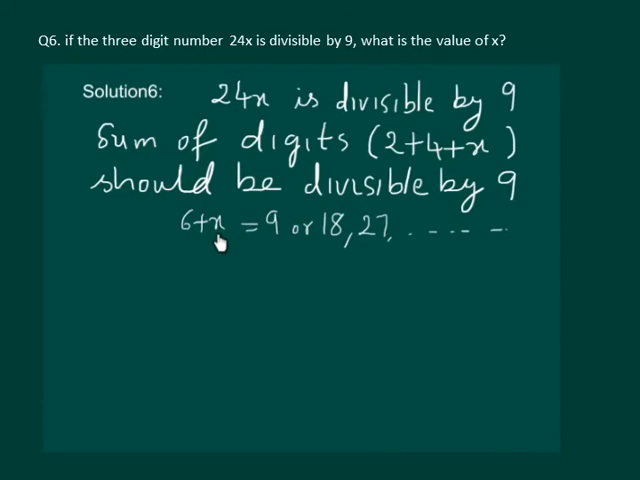 Q6. if the three digit number 24x is divisible by 9, what is the value of x?
Solution6: 24x is divisible by 9
Sum of digits (2+4+x)
should be divisible by 9
6+x = 9 or 18, 27, . - - -- -